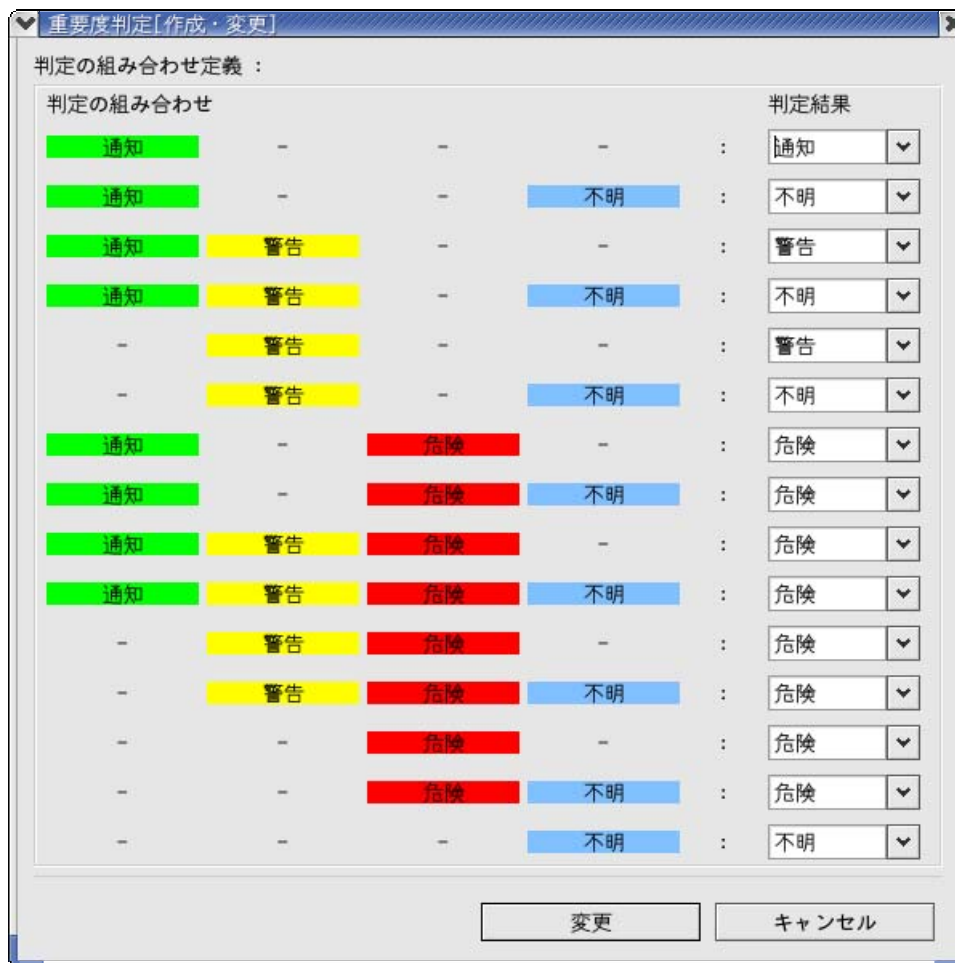 重要度判定[作成・変更]
判定の組み合わせ定義 :
判定の組み合わせ 判定結果
通知 - - - : 通知
通知 - - 不明 : 不明
通知 警告 - - : 警告
通知 警告 - 不明 : 不明
- 警告 - - : 警告
- 警告 - 不明 : 不明
通知 - 危険 - : 危険
通知 - 危険 不明 : 危険
通知 警告 危険 - : 危険
通知 警告 危険 不明 : 危険
- 警告 危険 - : 危険
- 警告 危険 不明 : 危険
- - 危険 - : 危険
- - 危険 不明 : 危険
- - - 不明 : 不明
変更 キャンセル